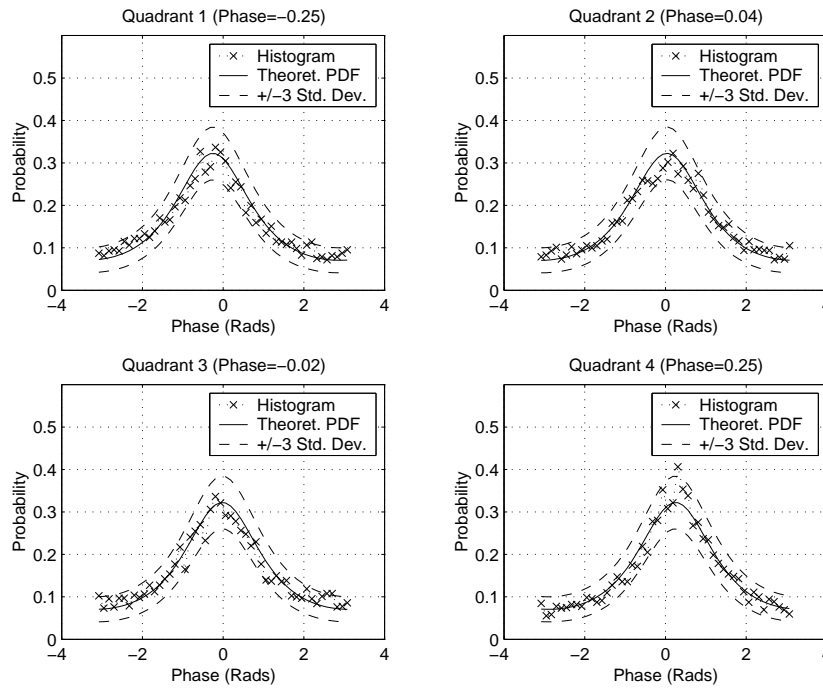 Quadrant 1 (Phase=−0.25)
Probability
0.5
0.4
0.3
0.2
0.1
0
−4 −2 0 2 4
Phase (Rads)
Histogram
Theoret. PDF
+/−3 Std. Dev.
Quadrant 2 (Phase=0.04)
Probability
0.5
0.4
0.3
0.2
0.1
0
−4 −2 0 2 4
Phase (Rads)
Histogram
Theoret. PDF
+/−3 Std. Dev.
Quadrant 3 (Phase=−0.02)
Probability
0.5
0.4
0.3
0.2
0.1
0
−4 −2 0 2 4
Phase (Rads)
Histogram
Theoret. PDF
+/−3 Std. Dev.
Quadrant 4 (Phase=0.25)
Probability
0.5
0.4
0.3
0.2
0.1
0
−4 −2 0 2 4
Phase (Rads)
Histogram
Theoret. PDF
+/−3 Std. Dev.